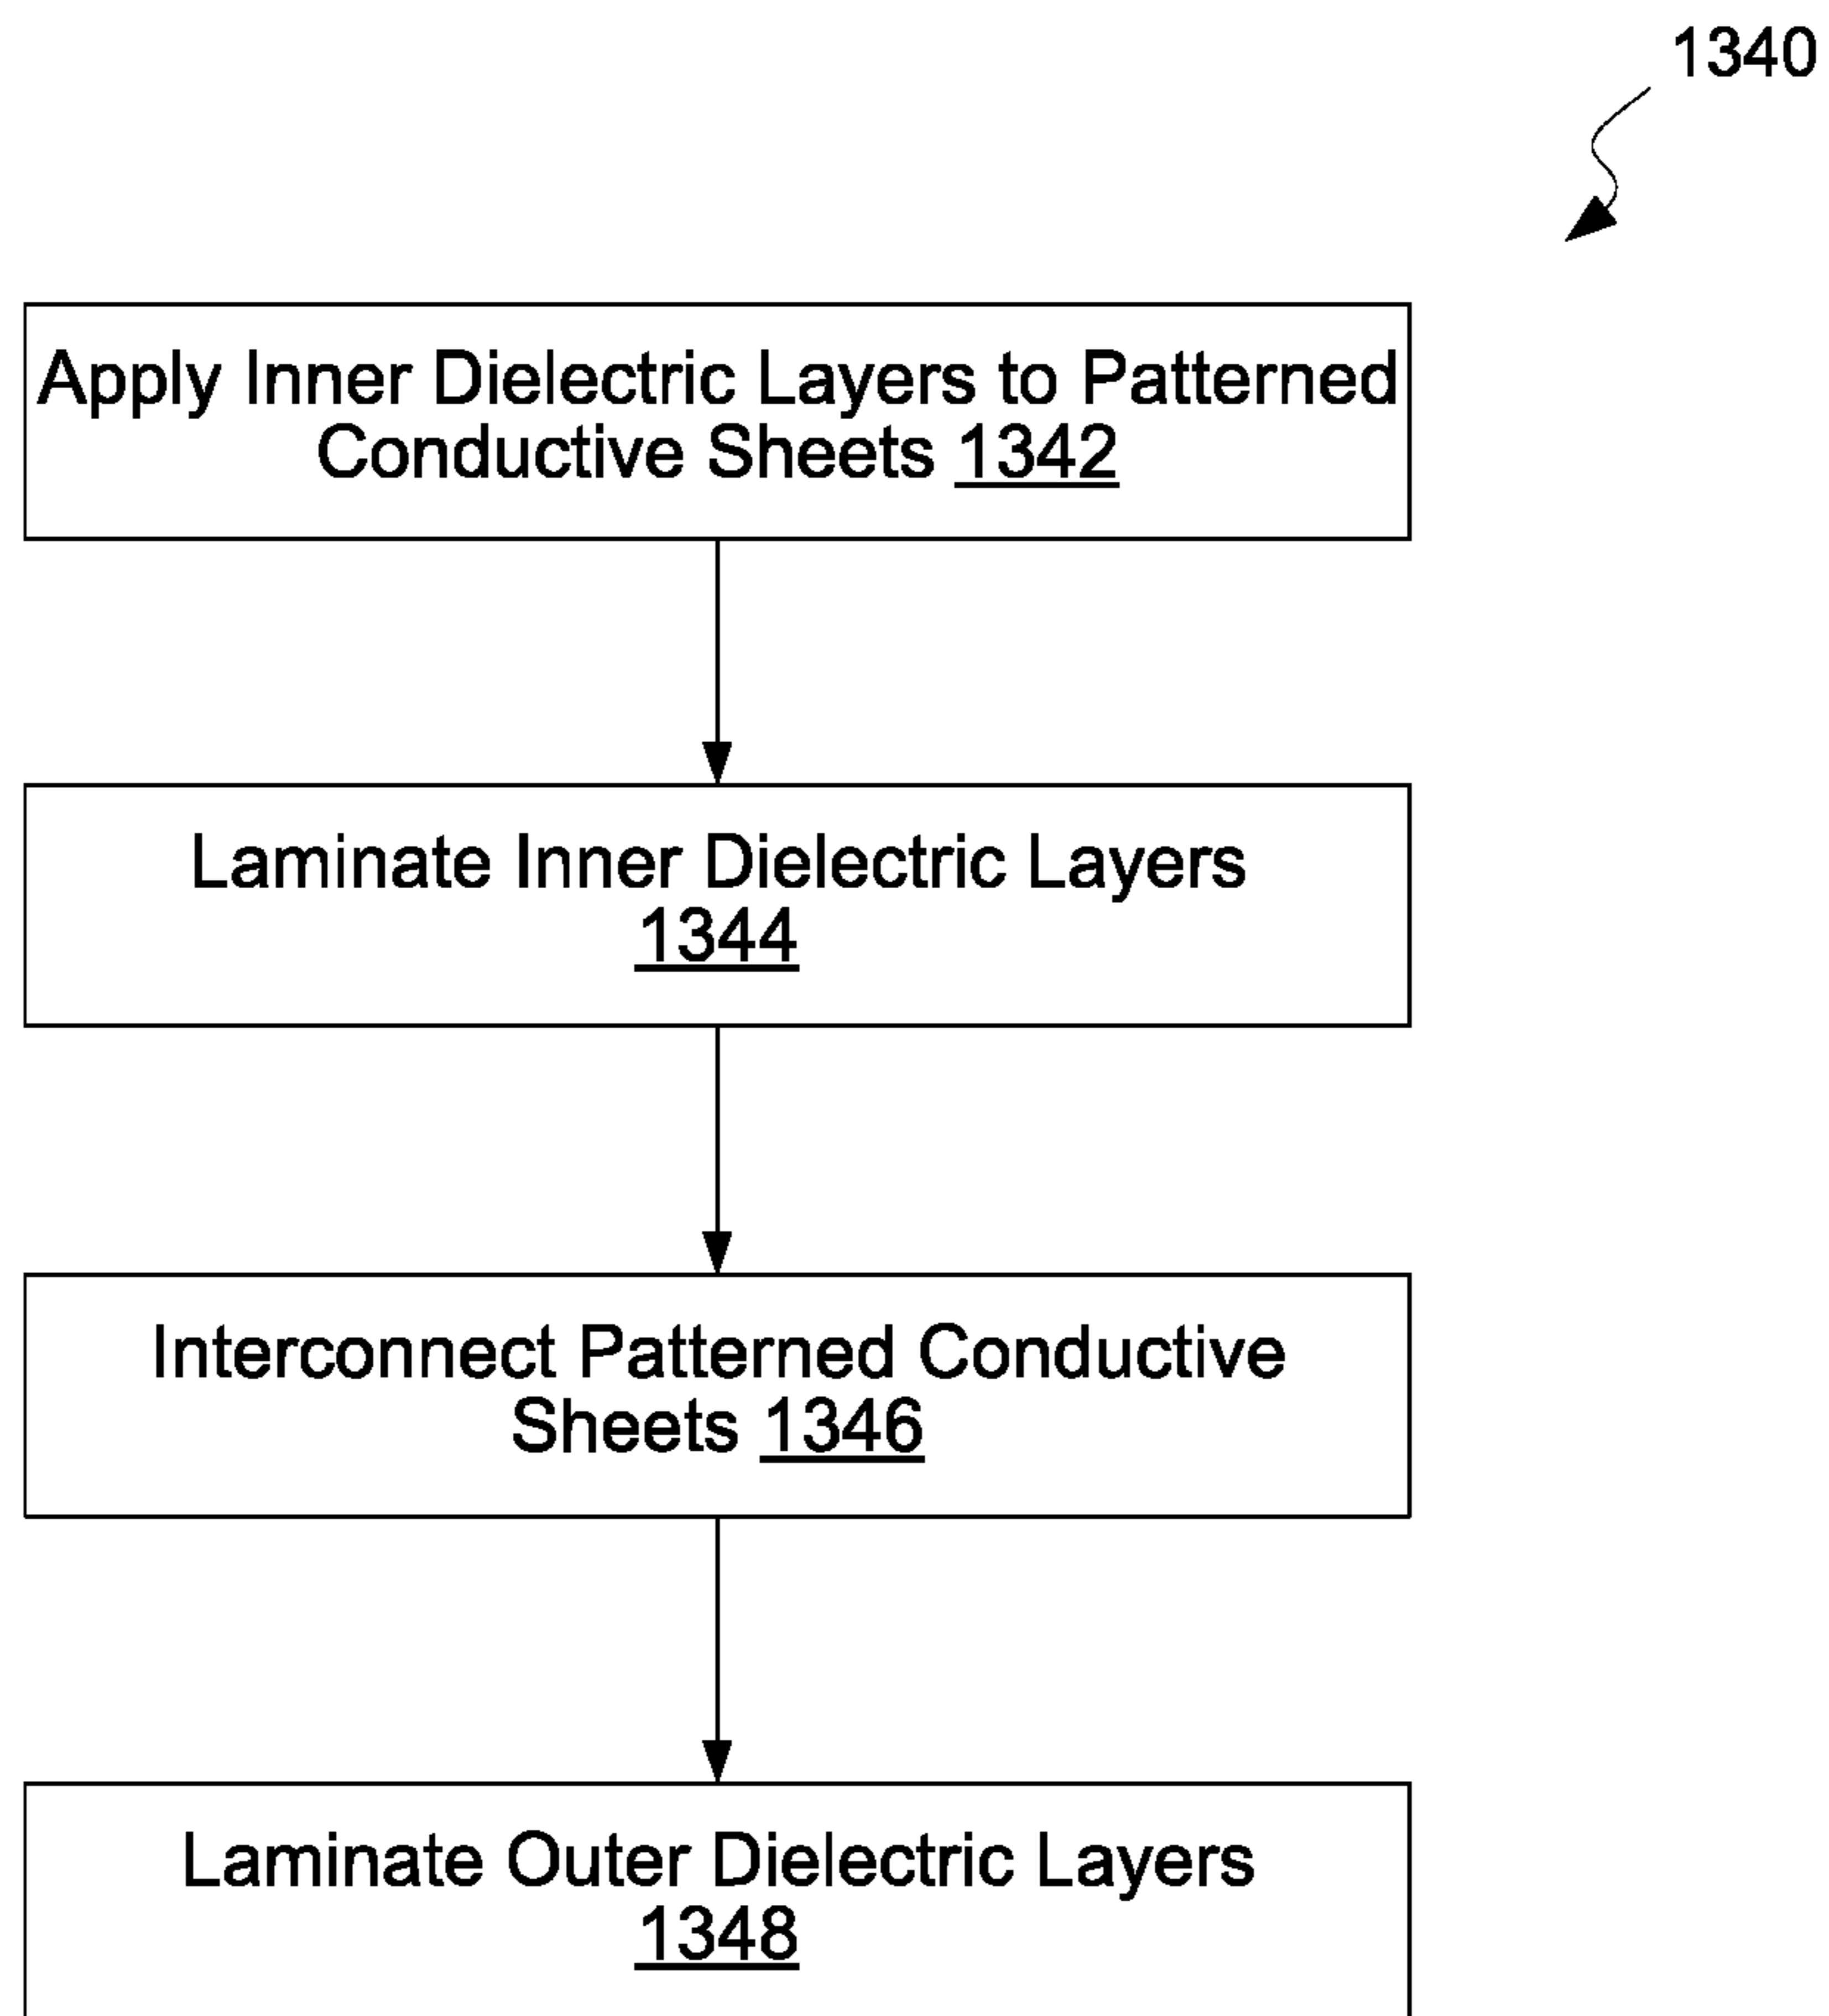 1340
Apply Inner Dielectric Layers to Patterned
Conductive Sheets 1342
Laminate Inner Dielectric Layers
1344
Interconnect Patterned Conductive
Sheets 1346
Laminate Outer Dielectric Layers
1348